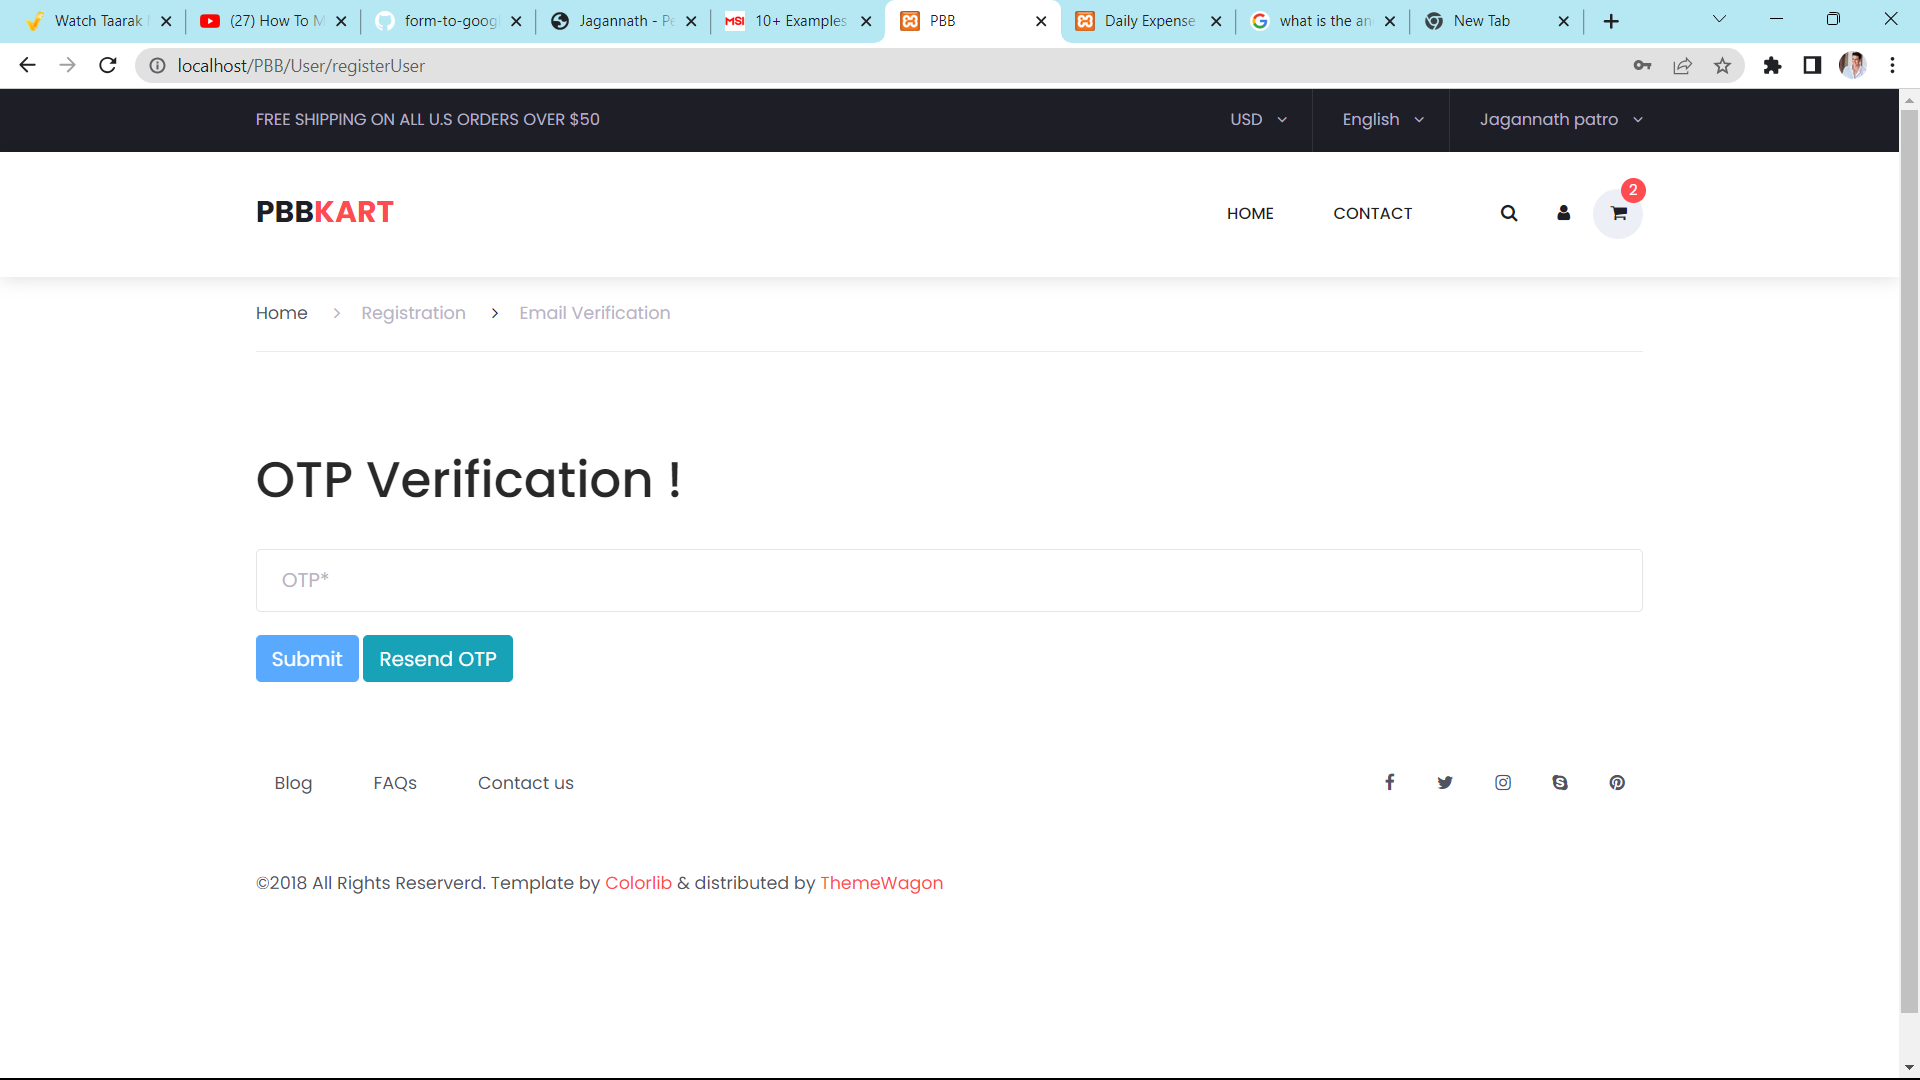 Watch Taarak
(27) How To M
form-to-goog
Jagannath - Pe
MSI 10+ Examples
PBB
Daily Expense
what is the an
New Tab
localhost/PBB/User/registerUser
FREE SHIPPING ON ALL U.S ORDERS OVER $50
USD
English
Jagannath patro
PBBKART
HOME
CONTACT
2
Home
Registration
Email Verification
OTP Verification !
OTP*
Submit
Resend OTP
Blog
FAQs
Contact us
©2018 All Rights Reserverd. Template by Colorlib & distributed by ThemeWagon